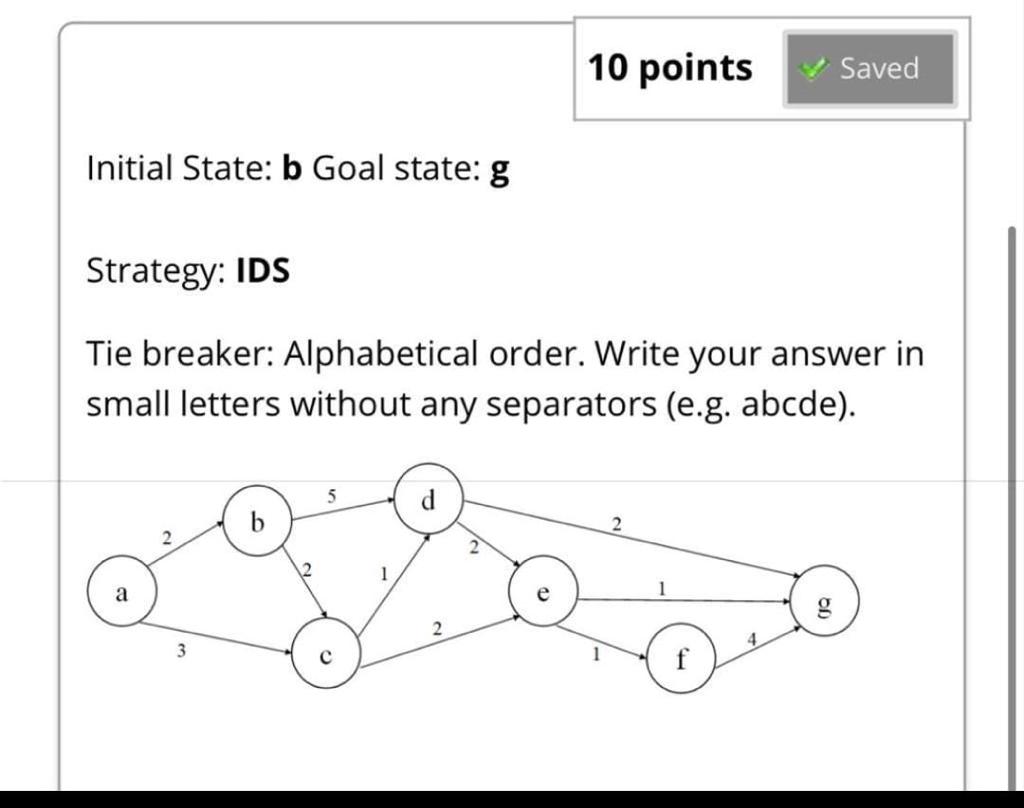 10 points
Saved
Initial State: b Goal state: g
Strategy: IDS
Tie breaker: Alphabetical order. Write your answer in
small letters without any separators (e.g. abcde).
5
d
b
2
2
2
2
1
a
e
1
g
2
3
c
1
f
4